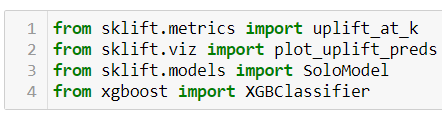 1 from sklift.metrics import uplift_at_k
2 from sklift.viz import plot_uplift_preds
3 from sklift.models import SoloModel
4 from xgboost import XGBClassifier